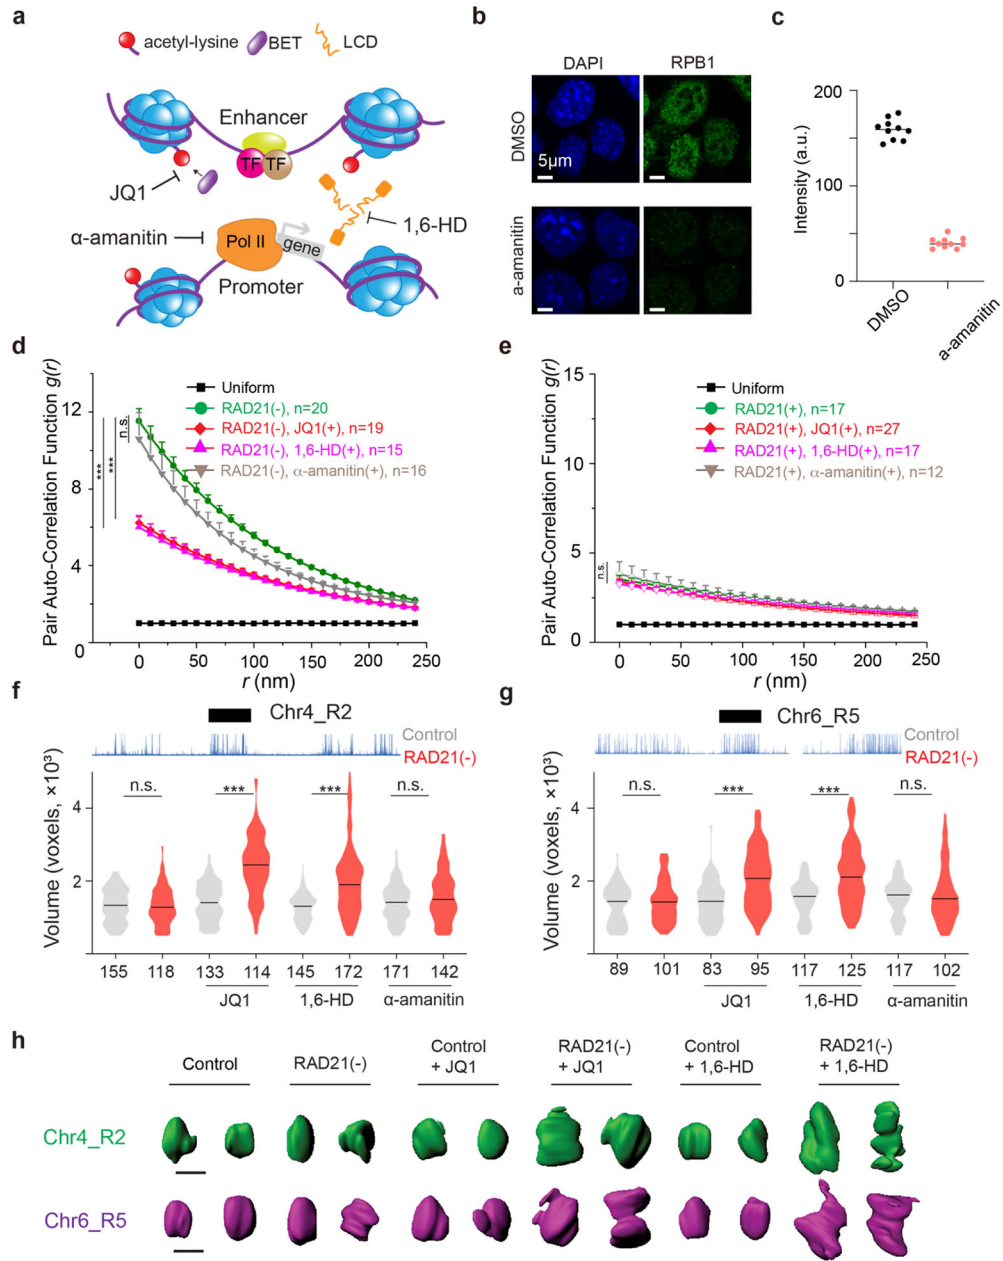 a
acetyl-lysine BET LCD
Enhancer
TF TF
JQ1
1,6-HD
α-amanitin
Pol II
gene
Promoter
b
DAPI RPB1
DMSO
5μm
a-amanitin
c
Intensity (a.u.)
200
100
0
DMSO
a-amanitin
d
Pair Auto-Correlation Function g(r)
12
8
4
0
n.s.
***
***
Uniform
RAD21(-), n=20
RAD21(-), JQ1(+), n=19
RAD21(-), 1,6-HD(+), n=15
RAD21(-), α-amanitin(+), n=16
0 50 100 150 200 250
r (nm)
e
Pair Auto-Correlation Function g(r)
15
10
5
0
n.s.
Uniform
RAD21(+), n=17
RAD21(+), JQ1(+), n=27
RAD21(+), 1,6-HD(+), n=17
RAD21(+), α-amanitin(+), n=12
0 50 100 150 200 250
r (nm)
f
Chr4_R2
Control
RAD21(-)
Volume (voxels, ×10³)
4
2
n.s. *** *** n.s.
155 118 133 114 145 172 171 142
JQ1 1,6-HD α-amanitin
g
Chr6_R5
Control
RAD21(-)
Volume (voxels, ×10³)
4
2
n.s. *** *** n.s.
89 101 83 95 117 125 117 102
JQ1 1,6-HD α-amanitin
h
Control RAD21(-) Control + JQ1 RAD21(-) + JQ1 Control + 1,6-HD RAD21(-) + 1,6-HD
Chr4_R2
Chr6_R5